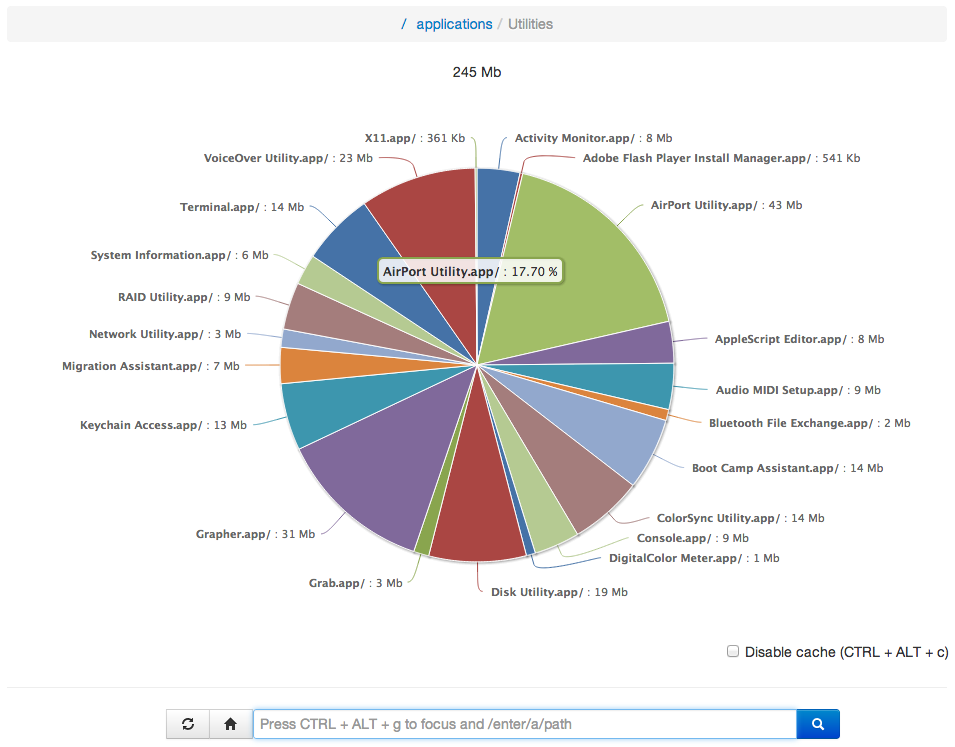 / applications / Utilities
245 Mb
X11.app/ : 361 Kb
Activity Monitor.app/ : 8 Mb
VoiceOver Utility.app/ : 23 Mb
Adobe Flash Player Install Manager.app/ : 541 Kb
Terminal.app/ : 14 Mb
AirPort Utility.app/ : 43 Mb
System Information.app/ : 6 Mb
AirPort Utility.app/ : 17.70 %
RAID Utility.app/ : 9 Mb
Network Utility.app/ : 3 Mb
AppleScript Editor.app/ : 8 Mb
Migration Assistant.app/ : 7 Mb
Audio MIDI Setup.app/ : 9 Mb
Keychain Access.app/ : 13 Mb
Bluetooth File Exchange.app/ : 2 Mb
Boot Camp Assistant.app/ : 14 Mb
ColorSync Utility.app/ : 14 Mb
Grapher.app/ : 31 Mb
Console.app/ : 9 Mb
DigitalColor Meter.app/ : 1 Mb
Grab.app/ : 3 Mb
Disk Utility.app/ : 19 Mb
Disable cache (CTRL + ALT + c)
Press CTRL + ALT + g to focus and /enter/a/path